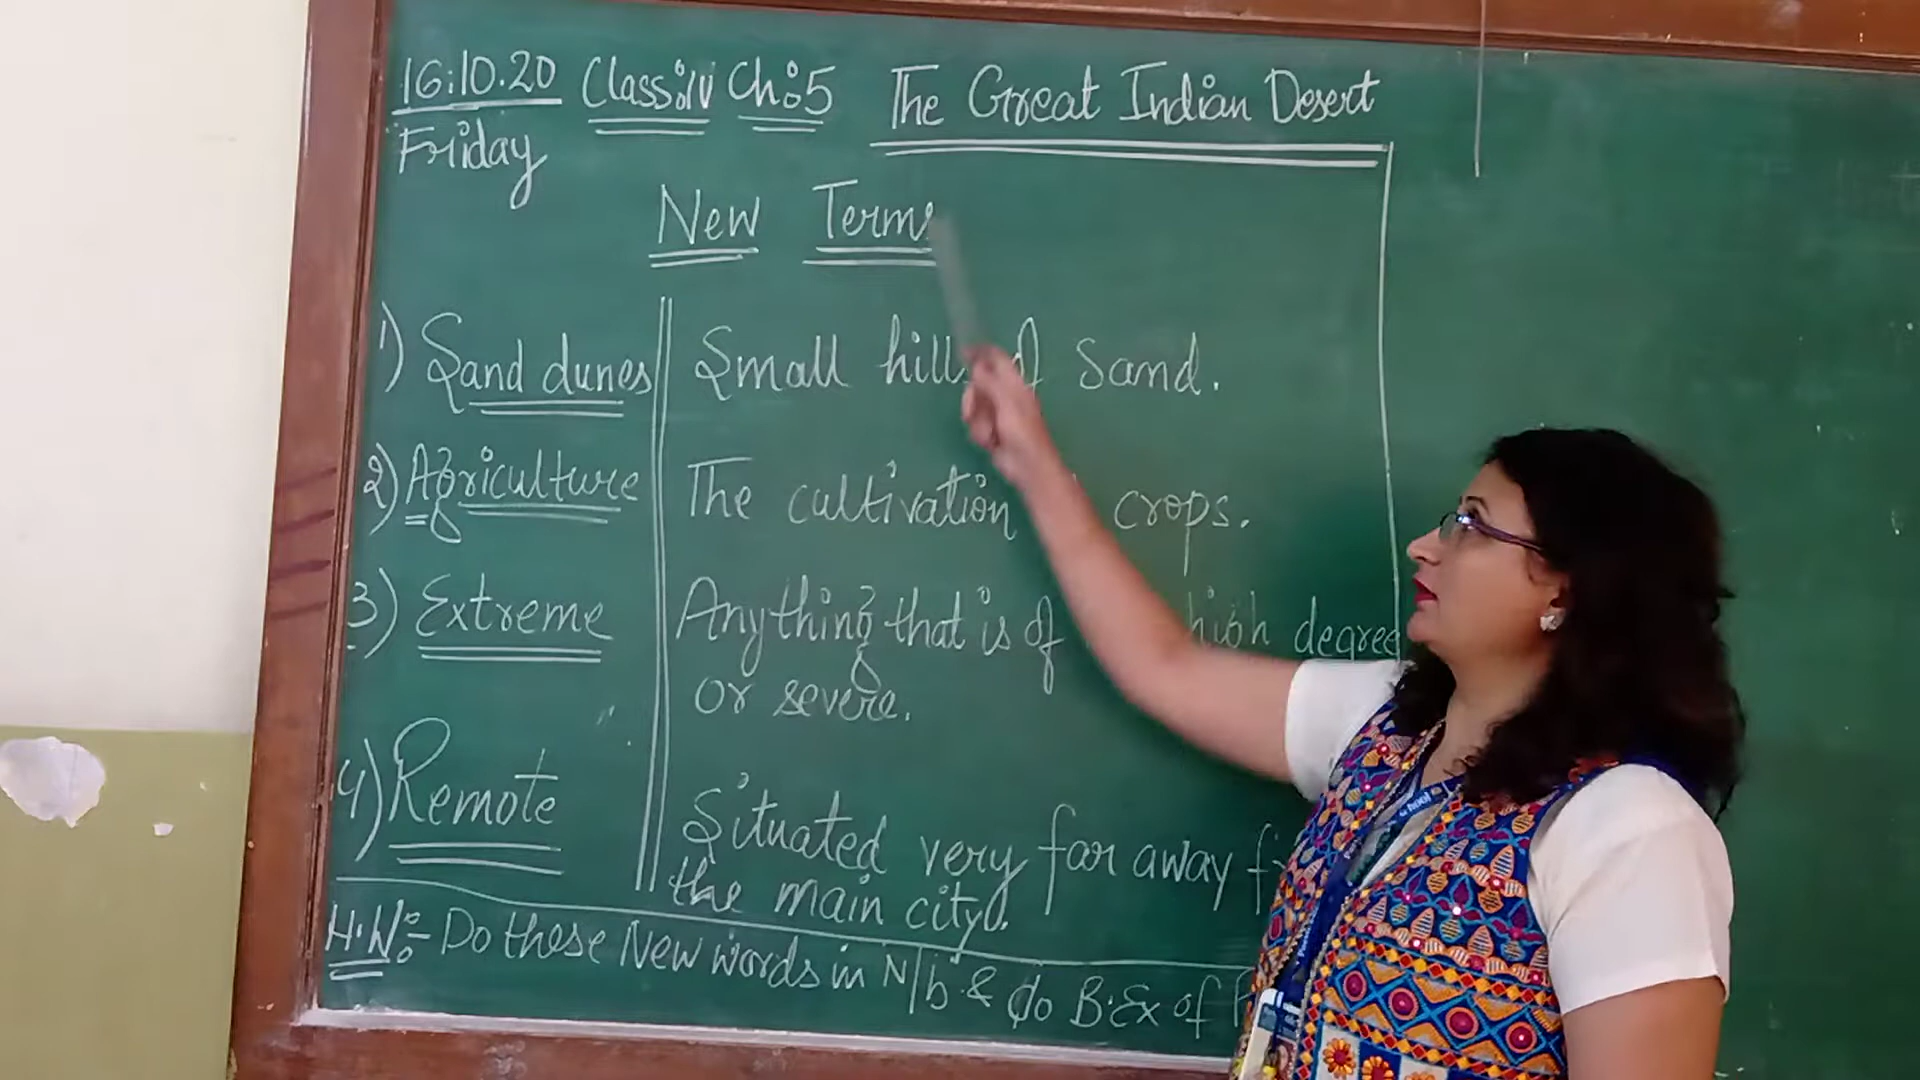 16.10.20 Class:IV Ch:5 The Great Indian Desert
Friday
New Terms
1) Sand dunes Small hills of Sand.
2) Agriculture The cultivation crops.
3) Extreme Anything that is of high degree
or severe.
4) Remote Situated very far away
the main city.
H.W:- Do these New words in N/b & do B.Ex of